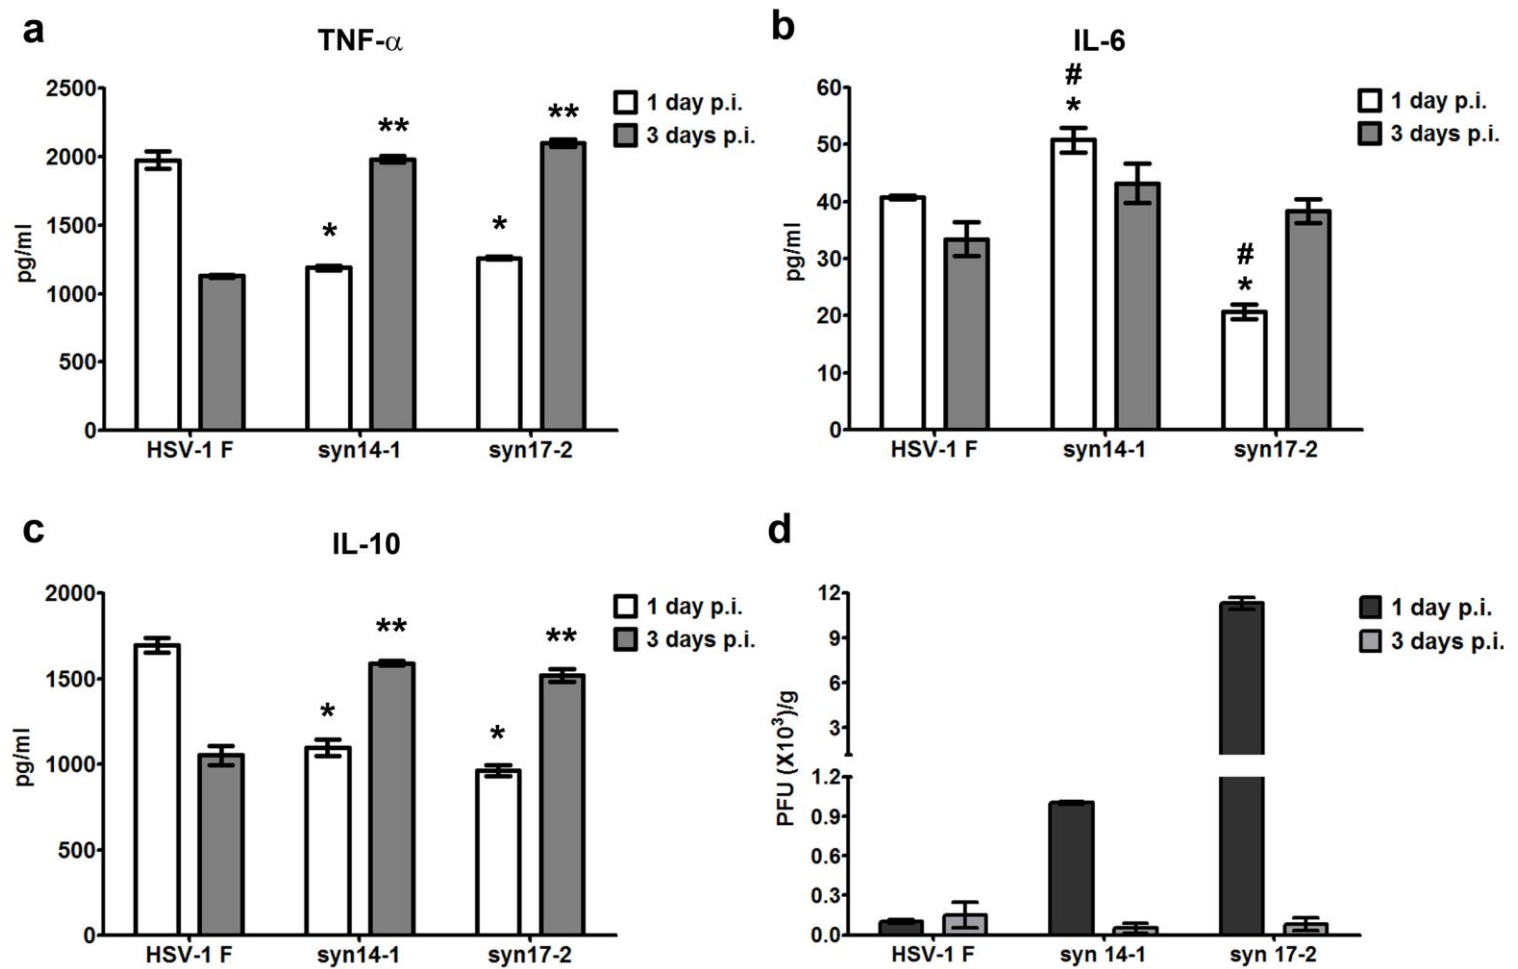 a
TNF-α
2500
2000
1500
1000
500
0
pg/ml
*
**
*
**
1 day p.i.
3 days p.i.
HSV-1 F
syn14-1
syn17-2
b
IL-6
60
50
40
30
20
10
0
pg/ml
#
*
#
*
1 day p.i.
3 days p.i.
HSV-1 F
syn14-1
syn17-2
c
IL-10
2000
1500
1000
500
0
pg/ml
*
**
*
**
1 day p.i.
3 days p.i.
HSV-1 F
syn14-1
syn17-2
d
12
9
6
3
1.2
0.9
0.6
0.3
0.0
PFU (X10³)/g
1 day p.i.
3 days p.i.
HSV-1 F
syn 14-1
syn 17-2